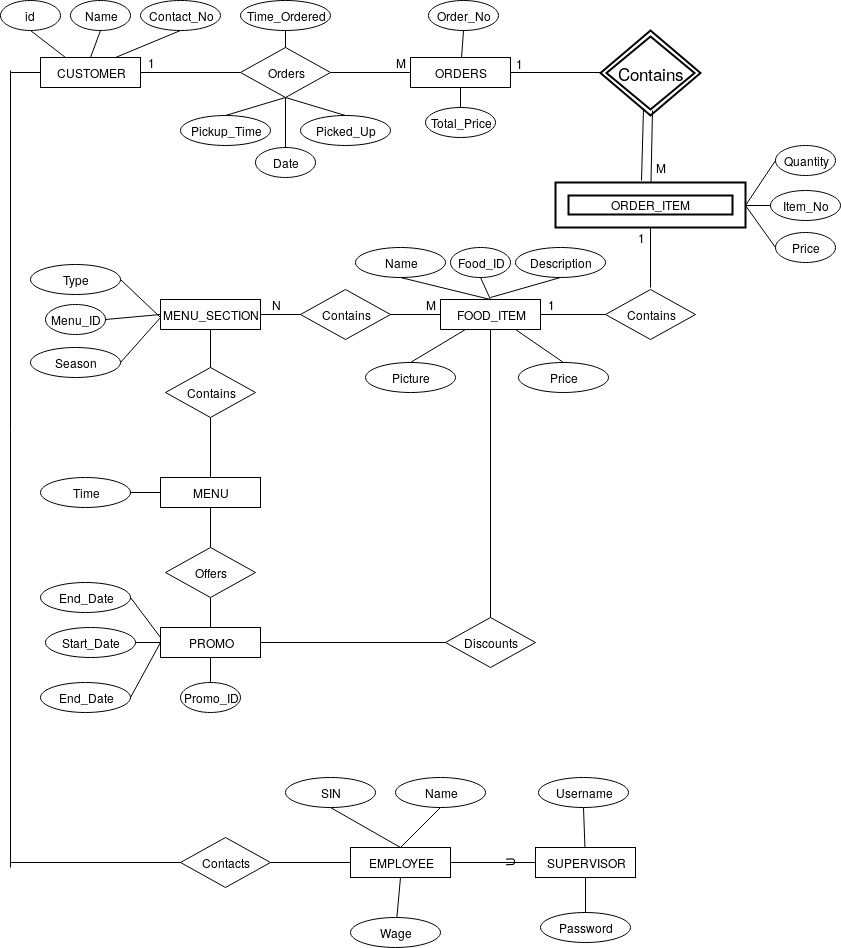 id
Name
Contact_No
Time_Ordered
Order_No
CUSTOMER
1
Orders
M
ORDERS
1
Contains
Pickup_Time
Picked_Up
Total_Price
Date
M
Quantity
ORDER_ITEM
Item_No
1
Price
Name
Food_ID
Description
Type
Menu_ID
Season
MENU_SECTION
N
Contains
M
FOOD_ITEM
1
Contains
Picture
Price
Contains
Time
MENU
Offers
End_Date
Start_Date
PROMO
Discounts
End_Date
Promo_ID
SIN
Name
Username
Contacts
EMPLOYEE
U
SUPERVISOR
Wage
Password